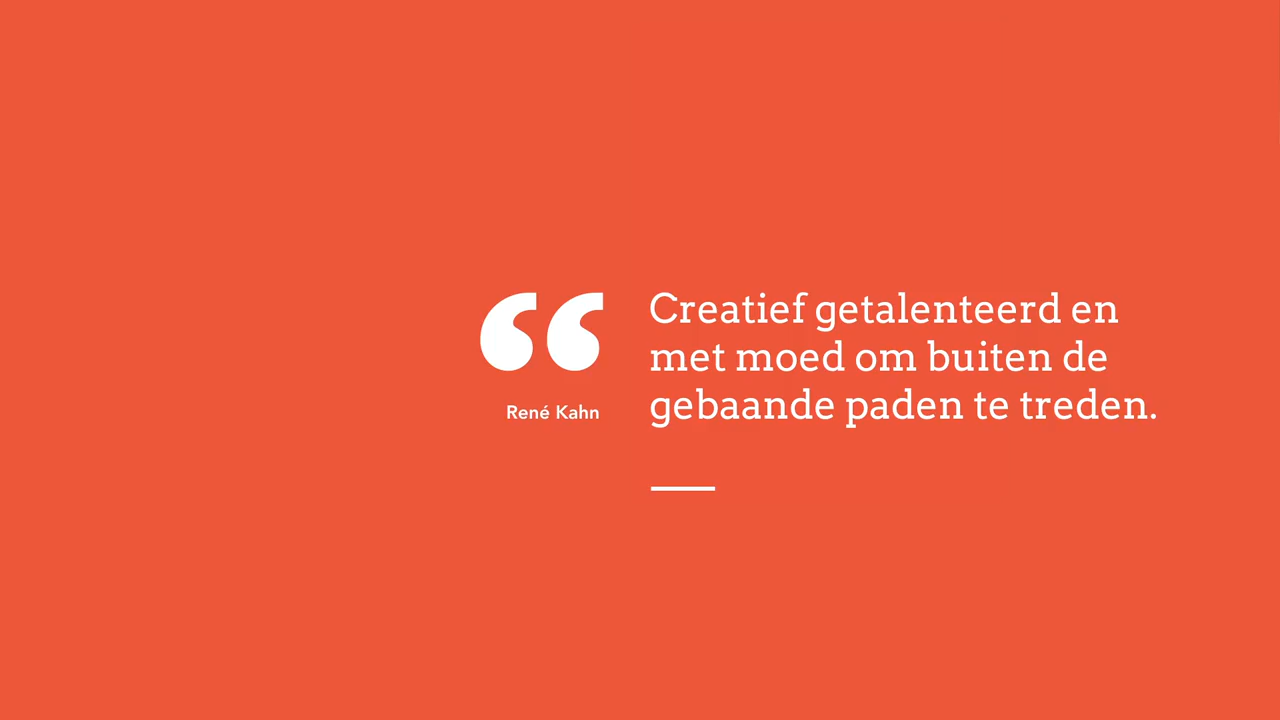 “
René Kahn
Creatief getalenteerd en
met moed om buiten de
gebaande paden te treden.